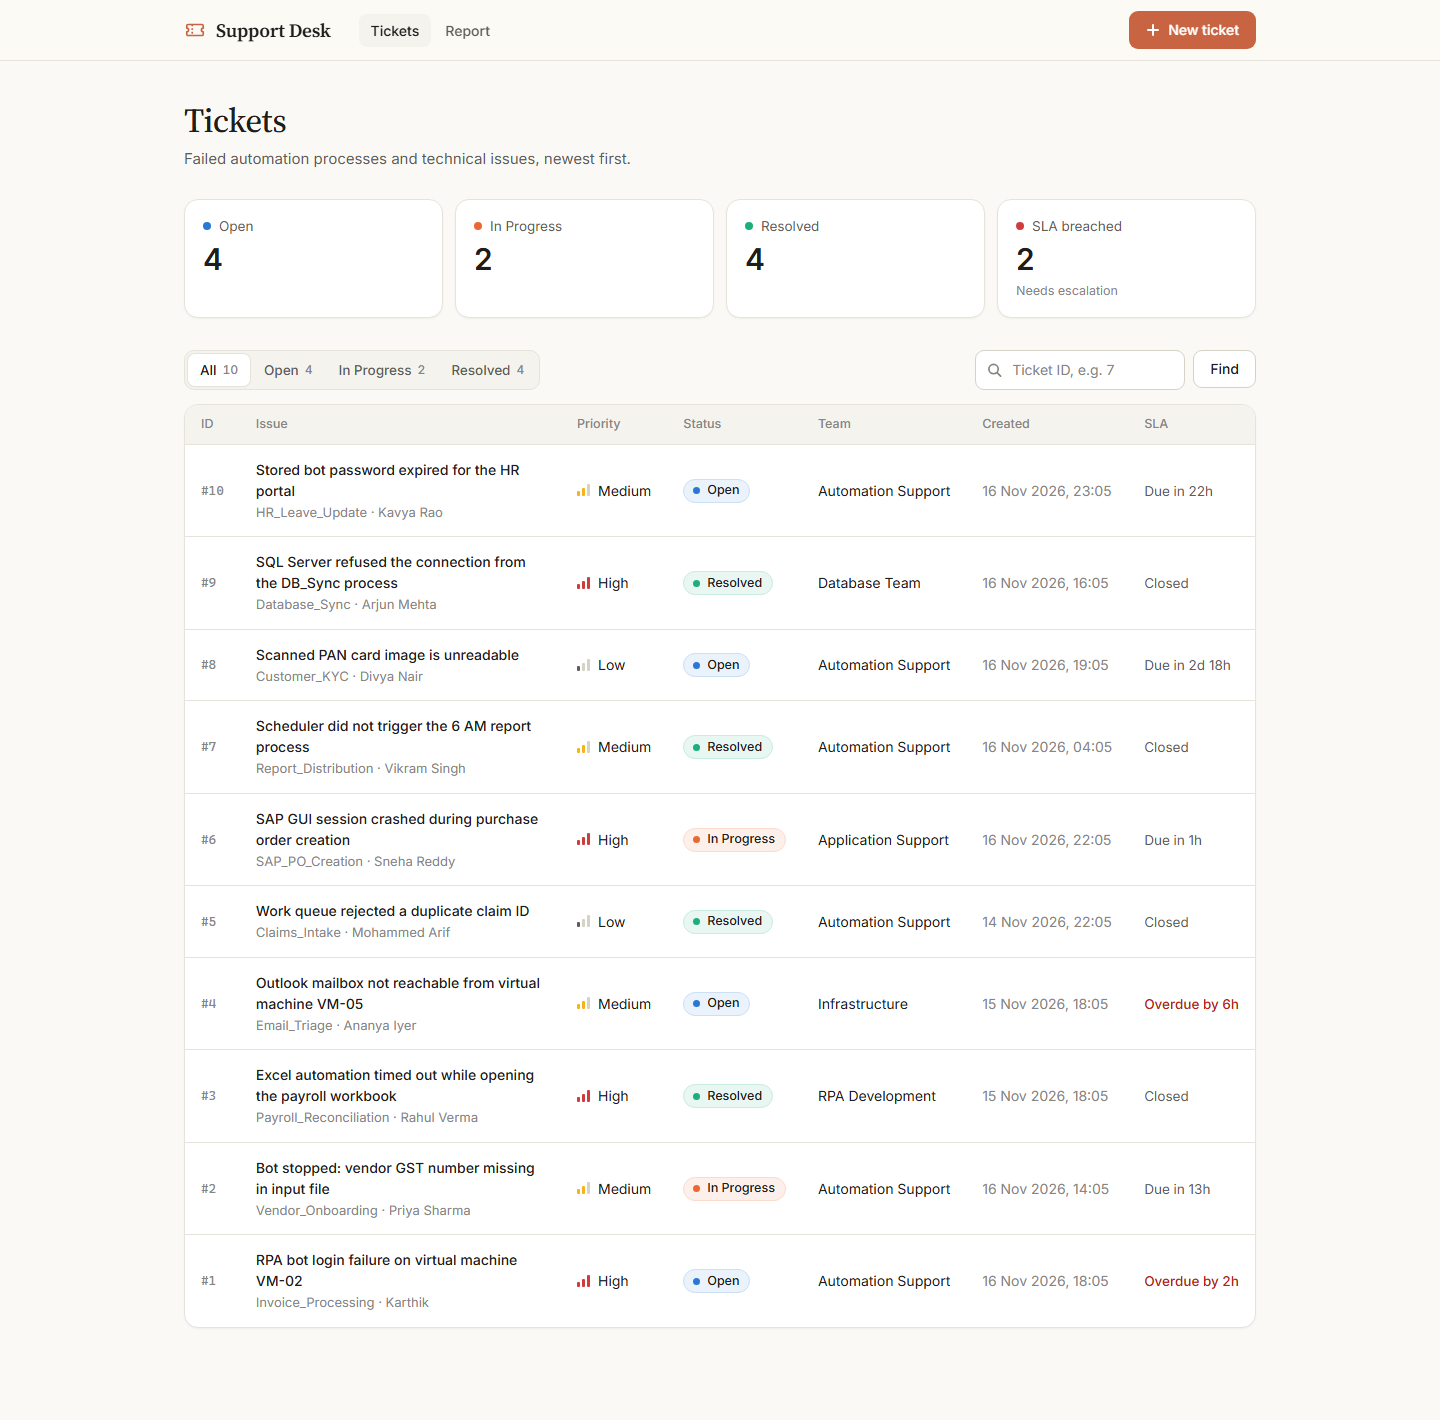 Support Desk
Tickets
Report
New ticket
Tickets
Failed automation processes and technical issues, newest first.
Open
4
In Progress
2
Resolved
4
SLA breached
2
Needs escalation
All 10
Open 4
In Progress 2
Resolved 4
Ticket ID, e.g. 7
Find
ID Issue Priority Status Team Created SLA
#10 Stored bot password expired for the HR
portal
HR_Leave_Update · Kavya Rao
Medium Open Automation Support 16 Nov 2026, 23:05 Due in 22h
#9 SQL Server refused the connection from
the DB_Sync process
Database_Sync · Arjun Mehta
High Resolved Database Team 16 Nov 2026, 16:05 Closed
#8 Scanned PAN card image is unreadable
Customer_KYC · Divya Nair
Low Open Automation Support 16 Nov 2026, 19:05 Due in 2d 18h
#7 Scheduler did not trigger the 6 AM report
process
Report_Distribution · Vikram Singh
Medium Resolved Automation Support 16 Nov 2026, 04:05 Closed
#6 SAP GUI session crashed during purchase
order creation
SAP_PO_Creation · Sneha Reddy
High In Progress Application Support 16 Nov 2026, 22:05 Due in 1h
#5 Work queue rejected a duplicate claim ID
Claims_Intake · Mohammed Arif
Low Resolved Automation Support 14 Nov 2026, 22:05 Closed
#4 Outlook mailbox not reachable from virtual
machine VM-05
Email_Triage · Ananya Iyer
Medium Open Infrastructure 15 Nov 2026, 18:05 Overdue by 6h
#3 Excel automation timed out while opening
the payroll workbook
Payroll_Reconciliation · Rahul Verma
High Resolved RPA Development 15 Nov 2026, 18:05 Closed
#2 Bot stopped: vendor GST number missing
in input file
Vendor_Onboarding · Priya Sharma
Medium In Progress Automation Support 16 Nov 2026, 14:05 Due in 13h
#1 RPA bot login failure on virtual machine
VM-02
Invoice_Processing · Karthik
High Open Automation Support 16 Nov 2026, 18:05 Overdue by 2h